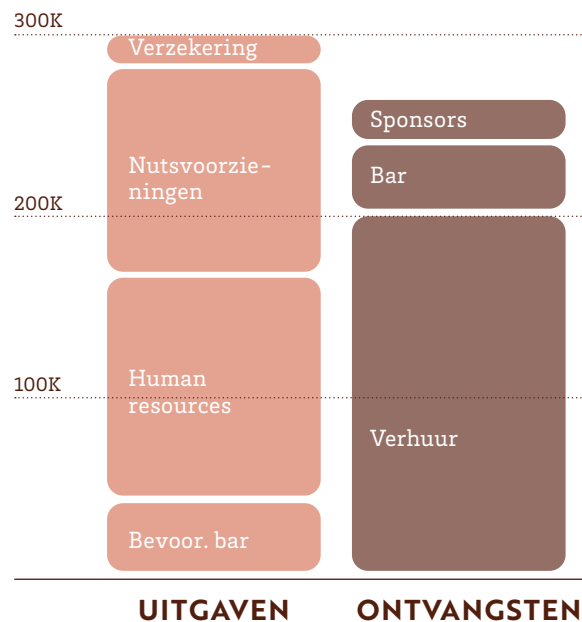 300K
Verzekering
Sponsors
Nutsvoorzie-
ningen
Bar
200K
Human
resources
100K
Verhuur
Bevoor. bar
UITGAVEN
ONTVANGSTEN